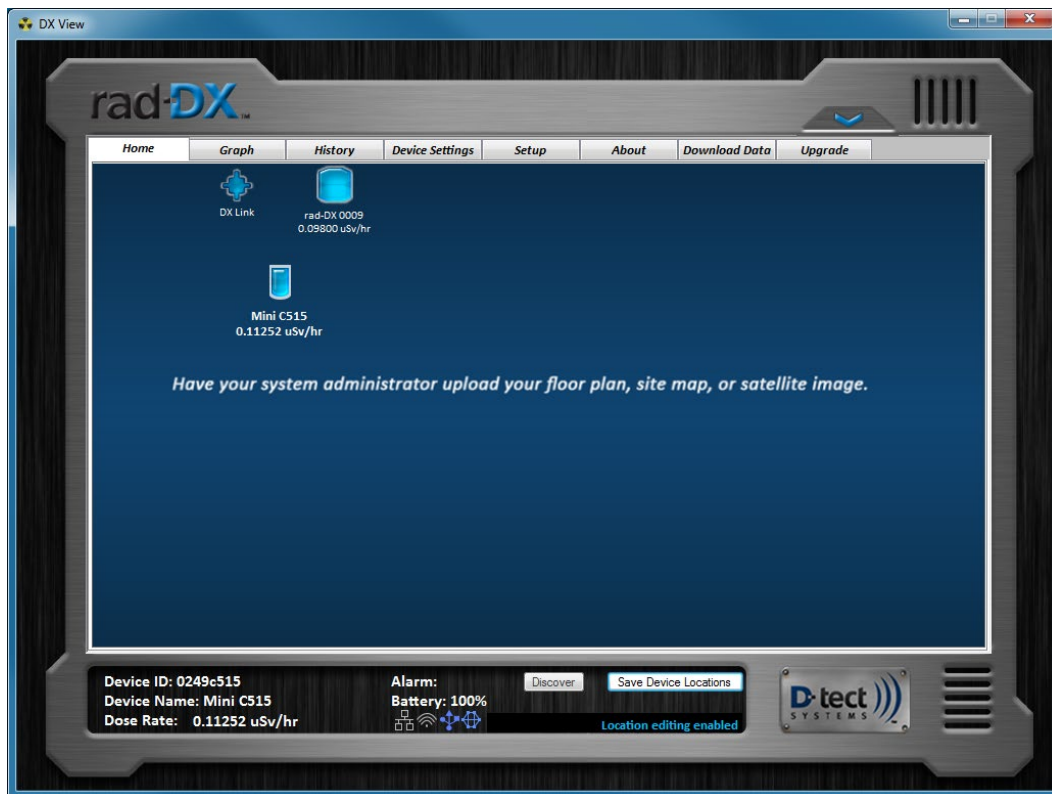 DX View
rad-DX™
Home Graph History Device Settings Setup About Download Data Upgrade
DX Link
rad-DX 0009
0.09800 uSv/hr
Mini C515
0.11252 uSv/hr
Have your system administrator upload your floor plan, site map, or satellite image.
Device ID: 0249c515
Device Name: Mini C515
Dose Rate: 0.11252 uSv/hr
Alarm:
Battery: 100%
Discover
Save Device Locations
Location editing enabled
D-tect
SYSTEMS